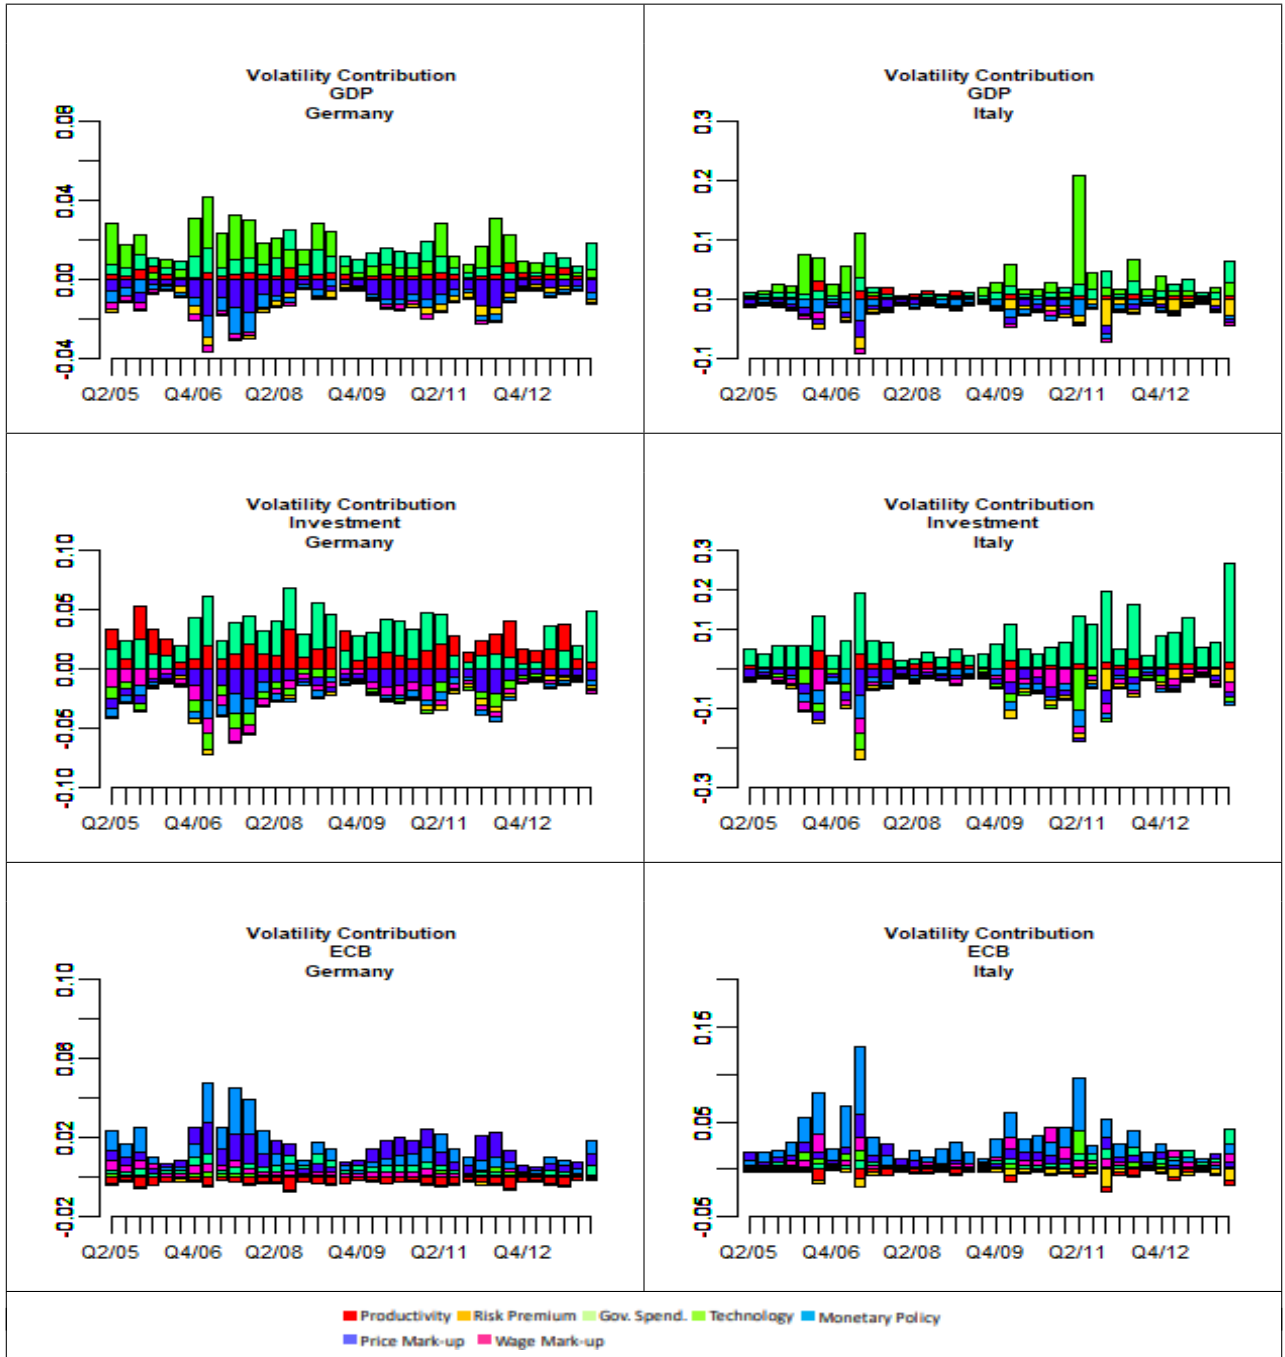 Volatility Contribution
GDP
Germany
0.08
0.04
0.00
-0.04
Q2/05 Q4/06 Q2/08 Q4/09 Q2/11 Q4/12
Volatility Contribution
GDP
Italy
0.3
0.2
0.1
0.0
-0.1
Q2/05 Q4/06 Q2/08 Q4/09 Q2/11 Q4/12
Volatility Contribution
Investment
Germany
0.10
0.05
0.00
-0.05
-0.10
Q2/05 Q4/06 Q2/08 Q4/09 Q2/11 Q4/12
Volatility Contribution
Investment
Italy
0.3
0.2
0.1
-0.1
-0.3
Q2/05 Q4/06 Q2/08 Q4/09 Q2/11 Q4/12
Volatility Contribution
ECB
Germany
0.10
0.06
0.02
-0.02
Q2/05 Q4/06 Q2/08 Q4/09 Q2/11 Q4/12
Volatility Contribution
ECB
Italy
0.15
0.05
-0.05
Q2/05 Q4/06 Q2/08 Q4/09 Q2/11 Q4/12
Productivity Risk Premium Gov. Spend. Technology Monetary Policy
Price Mark-up Wage Mark-up